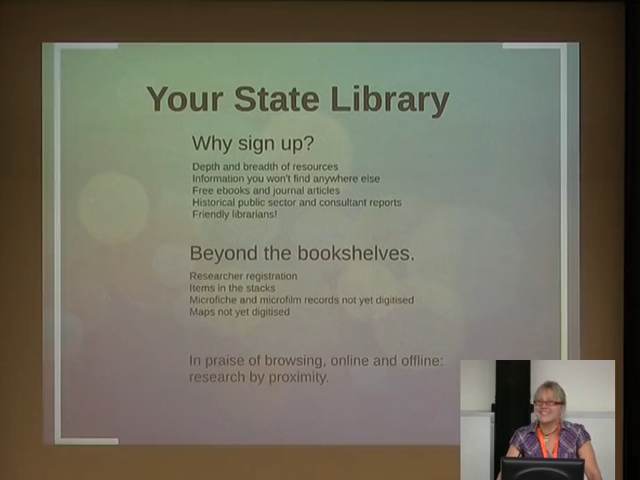 Your State Library
Why sign up?
Depth and breadth of resources
Information you won't find anywhere else
Free ebooks and journal articles
Historical public sector and consultant reports
Friendly librarians!
Beyond the bookshelves.
Researcher registration
Items in the stacks
Microfiche and microfilm records not yet digitised
Maps not yet digitised
In praise of browsing, online and offline:
research by proximity.